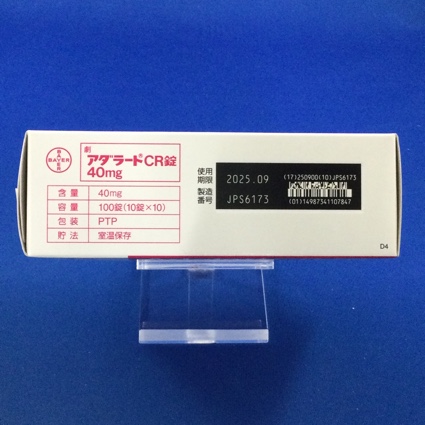 BAYER
BAYER
劇
アダラート®CR錠
40mg
含量 40mg
容量 100錠(10錠×10)
包装 PTP
貯法 室温保存
使用
期限 2025.09
製造
番号 JPS6173
(17)250900(10)JPS6173
(01)14987341107847
D4